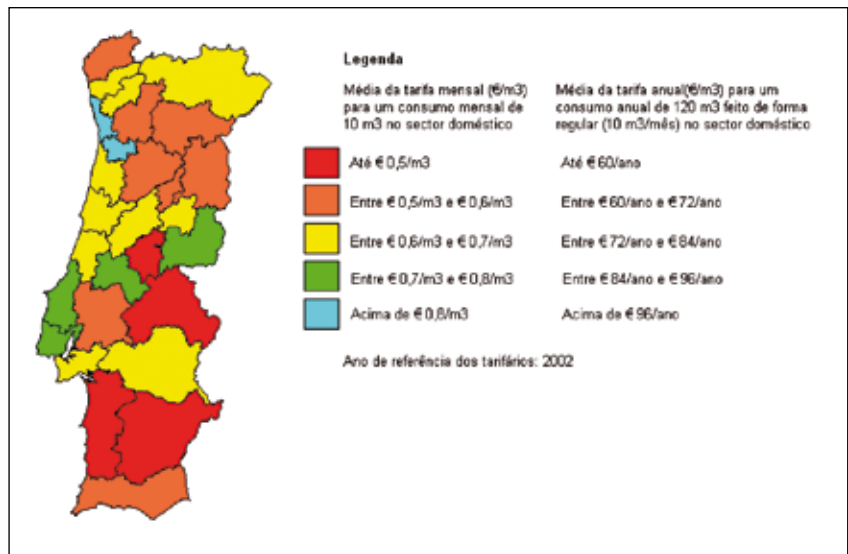 Legenda
Média da tarifa mensal (€/m3)
para um consumo mensal de
10 m3 no sector doméstico
Média da tarifa anual(€/m3) para um
consumo anual de 120 m3 feito de forma
regular (10 m3/mês) no sector doméstico
Até € 0,5/m3 Até €60/ano
Entre € 0,5/m3 e € 0,6/m3 Entre €60/ano e €72/ano
Entre € 0,6/m3 e € 0,7/m3 Entre €72/ano e €84/ano
Entre € 0,7/m3 e € 0,8/m3 Entre €84/ano e €96/ano
Acima de € 0,8/m3 Acima de €96/ano
Ano de referência dos tarifários: 2002